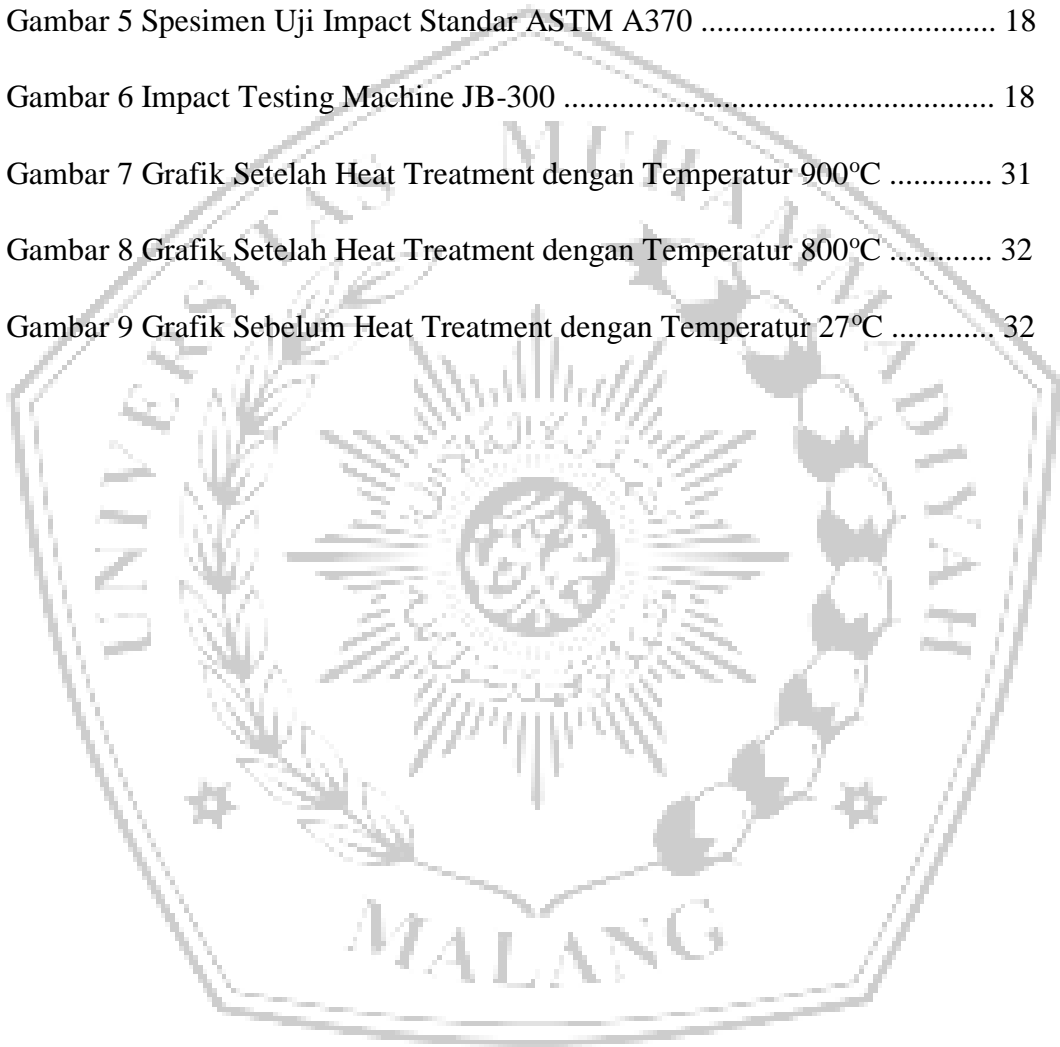 Gambar 5 Spesimen Uji Impact Standar ASTM A370 .................................. 18
Gambar 6 Impact Testing Machine JB-300 .................................................. 18
Gambar 7 Grafik Setelah Heat Treatment dengan Temperatur 900°C ............. 31
Gambar 8 Grafik Setelah Heat Treatment dengan Temperatur 800°C ............. 32
Gambar 9 Grafik Sebelum Heat Treatment dengan Temperatur 27°C ............. 32
UNIVERSITAS MUHAMMADIYAH
MALANG